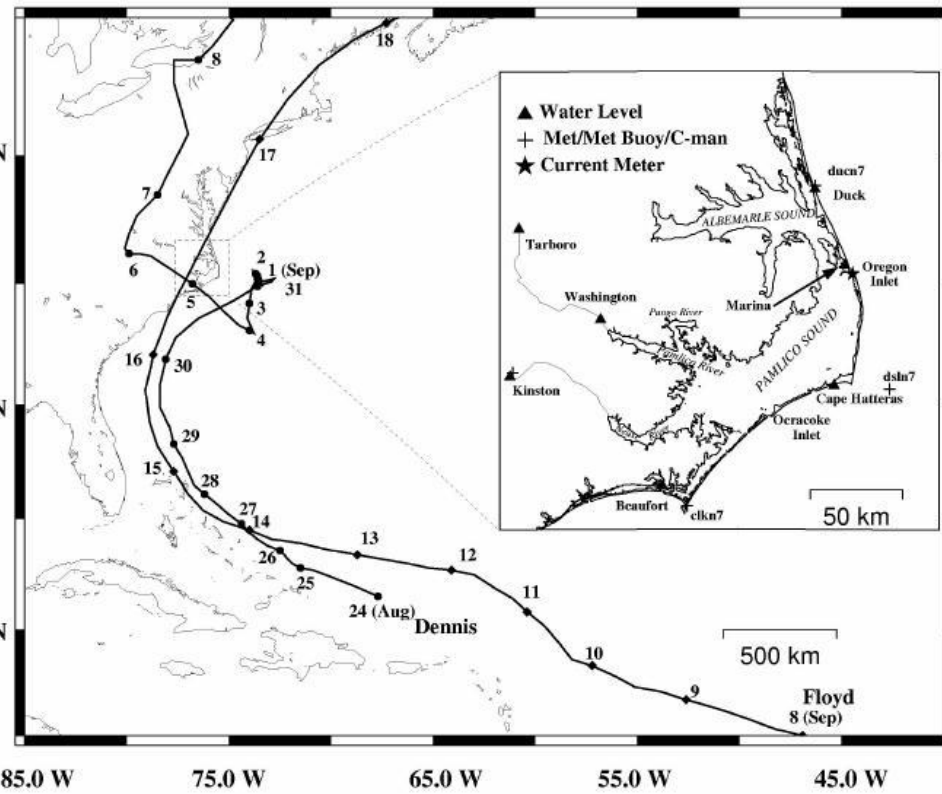 8
18
17
7
6
5
2
1 (Sep)
31
3
4
16
30
29
15
28
27
14
26
25
24 (Aug)
Dennis
13
12
11
10
9
Floyd
8 (Sep)
500 km
N
N
N
85.0 W
75.0 W
65.0 W
55.0 W
45.0 W
Water Level
Met/Met Buoy/C-man
Current Meter
ducn7
Duck
ALBEMARLE SOUND
Tarboro
Oregon
Inlet
Marina
Washington
Pungo River
Pamlico River
PAMLICO SOUND
dsln7
Kinston
Cape Hatteras
Ocracoke
Inlet
Beaufort
clkn7
50 km